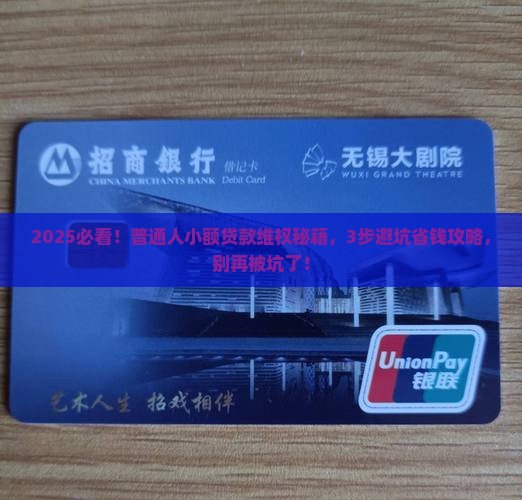 招商银行 借记卡
CHINA MERCHANTS BANK Debit Card
无锡大剧院
WUXI GRAND THEATRE
2025必看！普通人小额贷款维权秘籍，3步避坑省钱攻略，
别再被坑了！
UnionPay
银联
艺术人生 招戏相伴